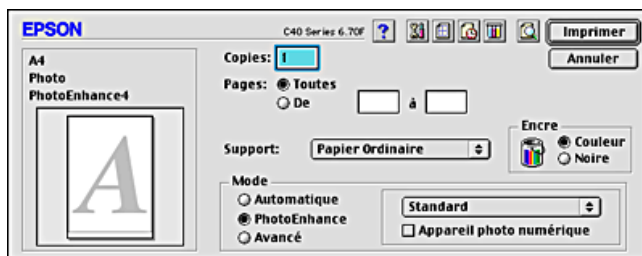 EPSON
C40 Series 6.70F
?
Imprimer
Annuler
A4
Photo
PhotoEnhance4
A
Copies: 1
Pages: Toutes
De à
Support: Papier Ordinaire
Encre
Couleur
Noire
Mode
Automatique
PhotoEnhance
Avancé
Standard
Appareil photo numérique